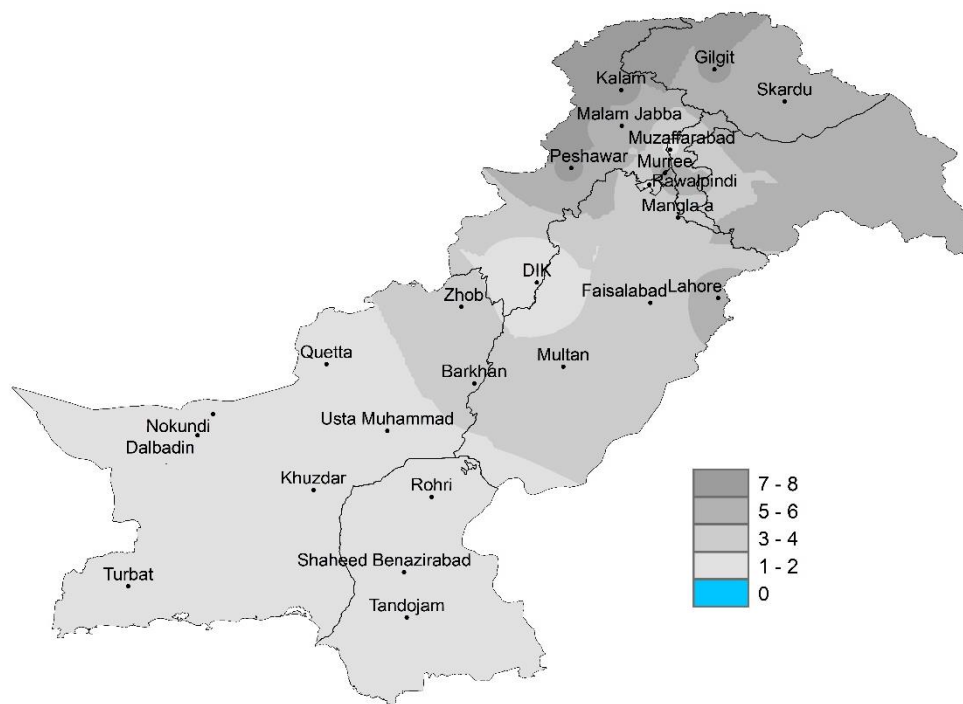 Gilgit
Kalam
Skardu
Malam Jabba
Muzaffarabad
Peshawar
Murree
Rawalpindi
Mangla a
DIK
Zhob
Faisalabad
Lahore
Quetta
Multan
Barkhan
Nokundi
Usta Muhammad
Dalbadin
Khuzdar
Rohri
Shaheed Benazirabad
Turbat
Tandojam
7 - 8
5 - 6
3 - 4
1 - 2
0